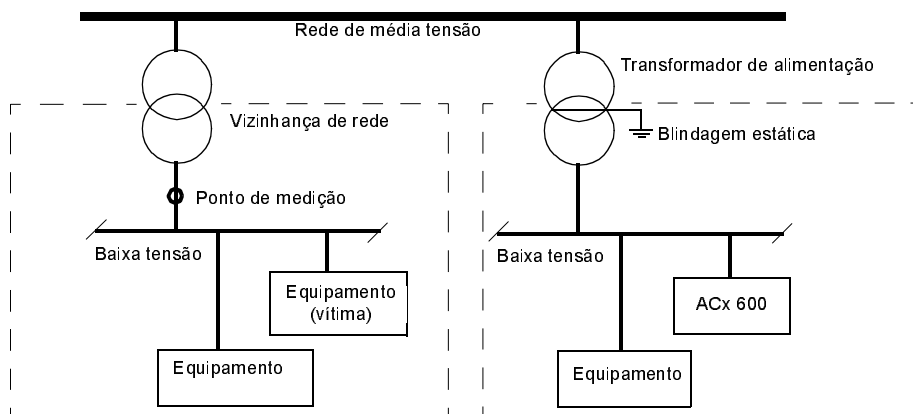 Rede de média tensão
Transformador de alimentação
Vizinhança de rede
Blindagem estática
Ponto de medição
Baixa tensão
Equipamento
(vítima)
Equipamento
Baixa tensão
ACx 600
Equipamento